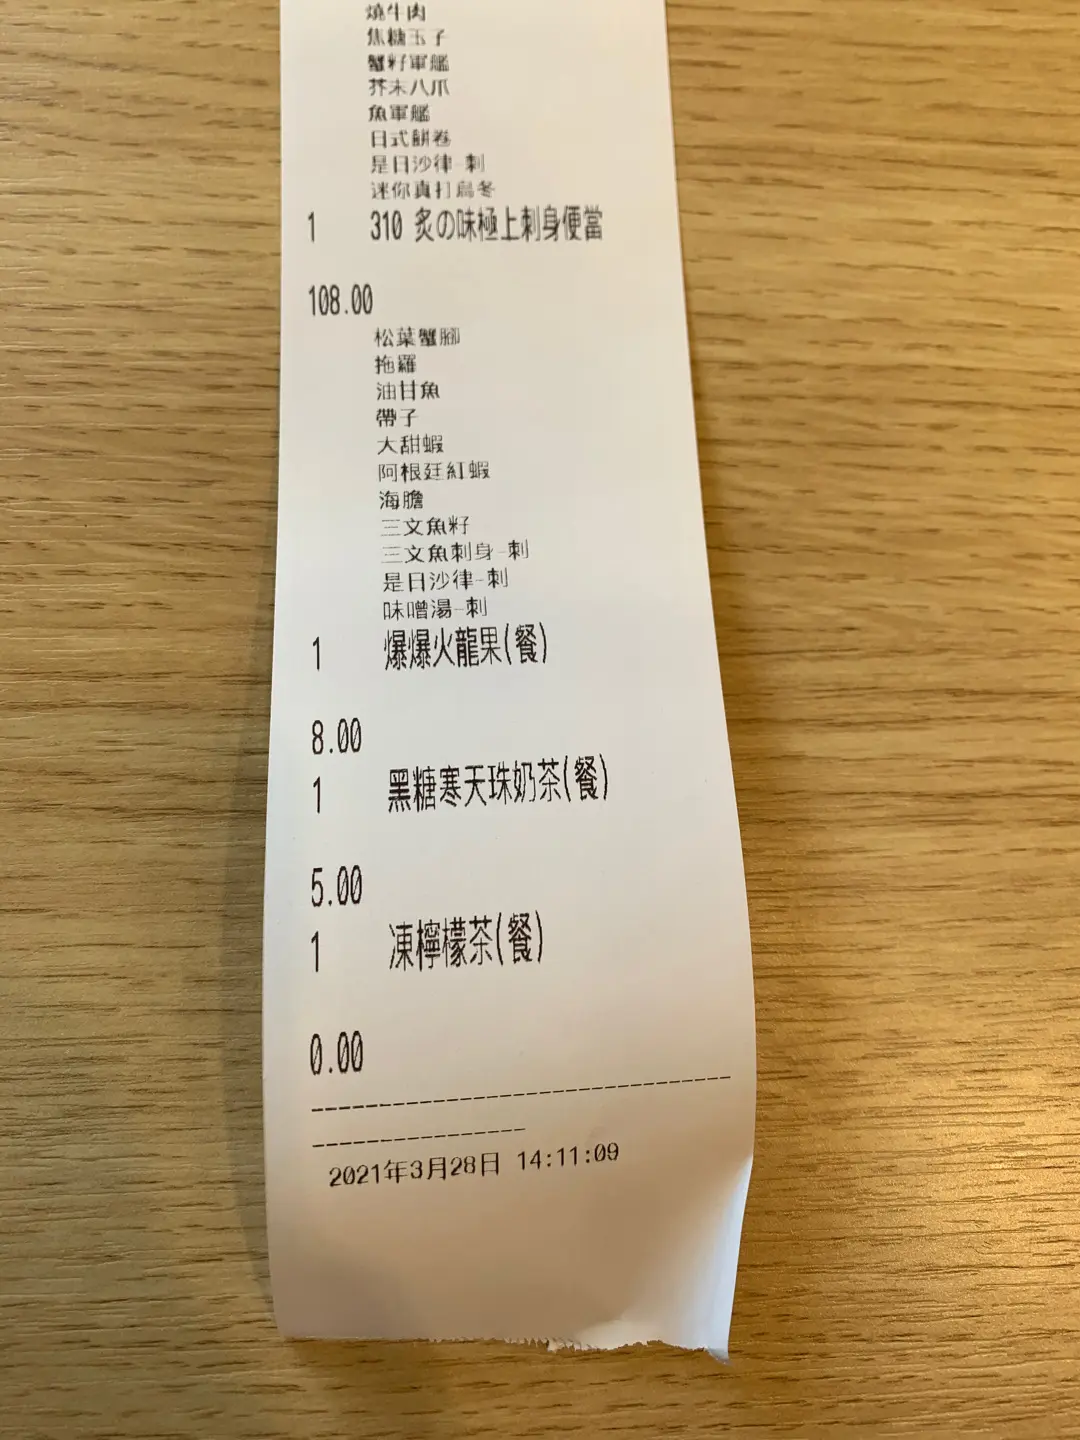 燒牛肉
焦糖玉子
蟹籽軍艦
芥末八爪
魚軍艦
日式餅卷
是日沙律-刺
迷你真打烏冬
1 310 炙の味極上刺身便當
108.00
松葉蟹腳
拖羅
油甘魚
帶子
大甜蝦
阿根廷紅蝦
海膽
三文魚籽
三文魚刺身-刺
是日沙律-刺
味噌湯-刺
1 爆爆火龍果(餐)
8.00
1 黑糖寒天珠奶茶(餐)
5.00
1 凍檸檬茶(餐)
0.00
2021年3月28日 14:11:09